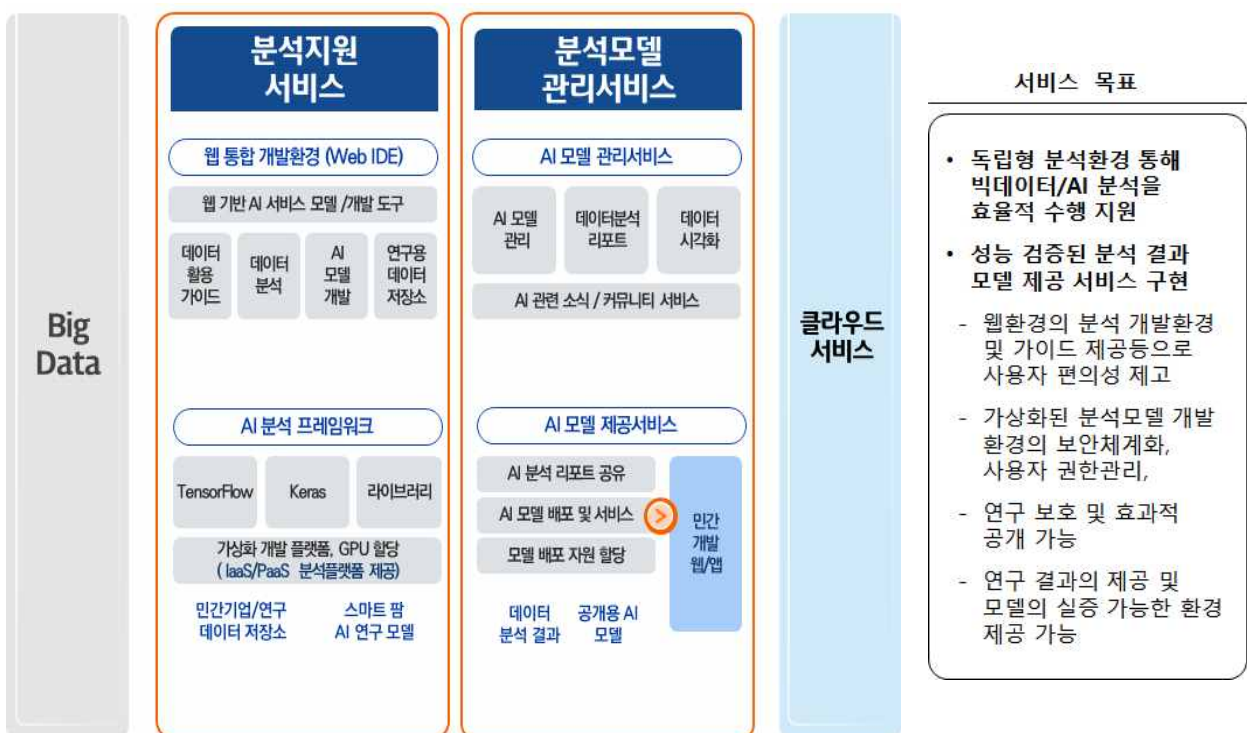 Big
Data
분석지원
서비스
웹 통합 개발환경 (Web IDE)
웹 기반 AI 서비스 모델 /개발 도구
데이터
활용
가이드
데이터
분석
AI
모델
개발
연구용
데이터
저장소
AI 분석 프레임워크
TensorFlow
Keras
라이브러리
가상화 개발 플랫폼, GPU 할당
( IaaS/PaaS 분석플랫폼 제공)
민간기업/연구
데이터 저장소
스마트 팜
AI 연구 모델
분석모델
관리서비스
AI 모델 관리서비스
AI 모델
관리
데이터분석
리포트
데이터
시각화
AI 관련 소식 / 커뮤니티 서비스
AI 모델 제공서비스
AI 분석 리포트 공유
AI 모델 배포 및 서비스
모델 배포 자원 할당
>
민간
개발
웹/앱
데이터
분석 결과
공개용 AI
모델
클라우드
서비스
서비스 목표
• 독립형 분석환경 통해
빅데이터/AI 분석을
효율적 수행 지원
• 성능 검증된 분석 결과
모델 제공 서비스 구현
- 웹환경의 분석 개발환경
및 가이드 제공등으로
사용자 편의성 제고
- 가상화된 분석모델 개발
환경의 보안체계화,
사용자 권한관리,
- 연구 보호 및 효과적
공개 가능
- 연구 결과의 제공 및
모델의 실증 가능한 환경
제공 가능